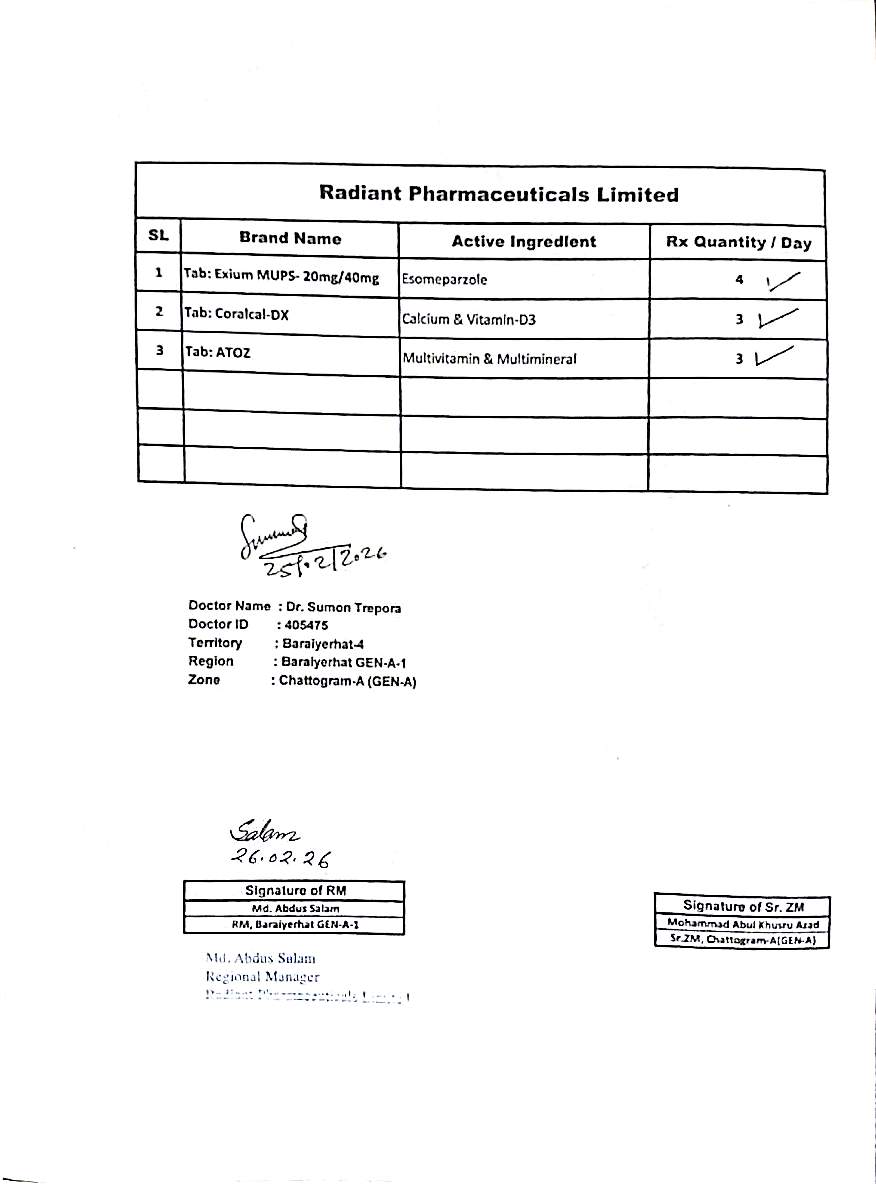 Radiant Pharmaceuticals Limited
SL Brand Name Active Ingredient Rx Quantity / Day
1 Tab: Exium MUPS- 20mg/40mg Esomeparzole 4
2 Tab: Coralcal-DX Calcium & Vitamin-D3 3
3 Tab: ATOZ Multivitamin & Multimineral 3
25/02/2026
Doctor Name : Dr. Sumon Trepora
Doctor ID : 405475
Territory : Baraiyerhat-4
Region : Baraiyerhat GEN-A-1
Zone : Chattogram-A (GEN-A)
Salam
26.02.26
Signature of RM
Md. Abdus Salam
RM, Baraiyerhat GEN-A-1
Signature of Sr. ZM
Mohammad Abul Khusru Azad
Sr.ZM, Chattogram-A(GEN-A)
Md. Abdus Salam
Regional Manager
Radiant Pharmaceuticals Limited